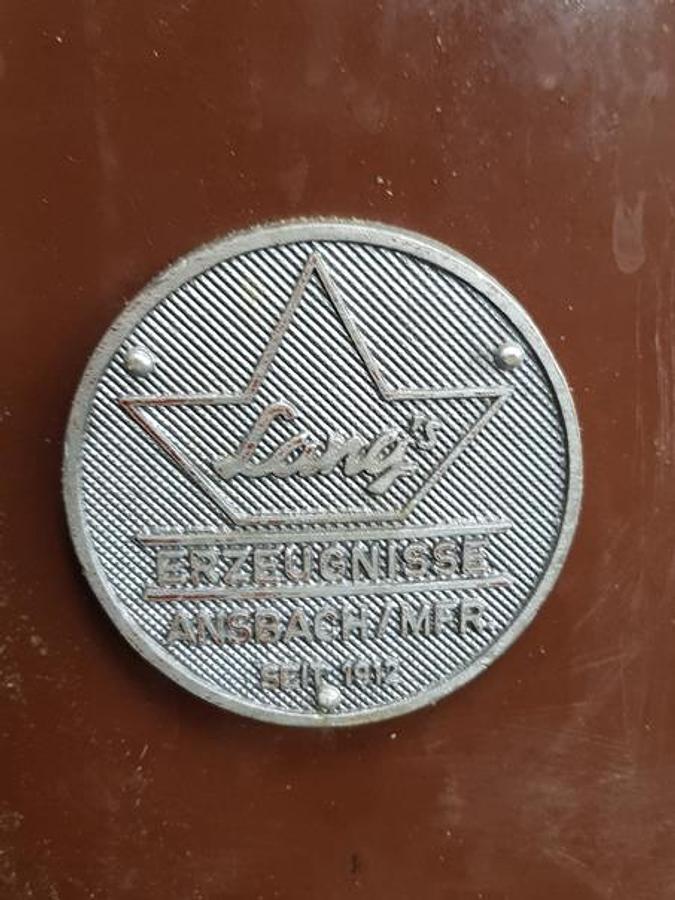 Lang's
ERZEUGNISSE
ANSBACH/MFR.
SEIT 1912